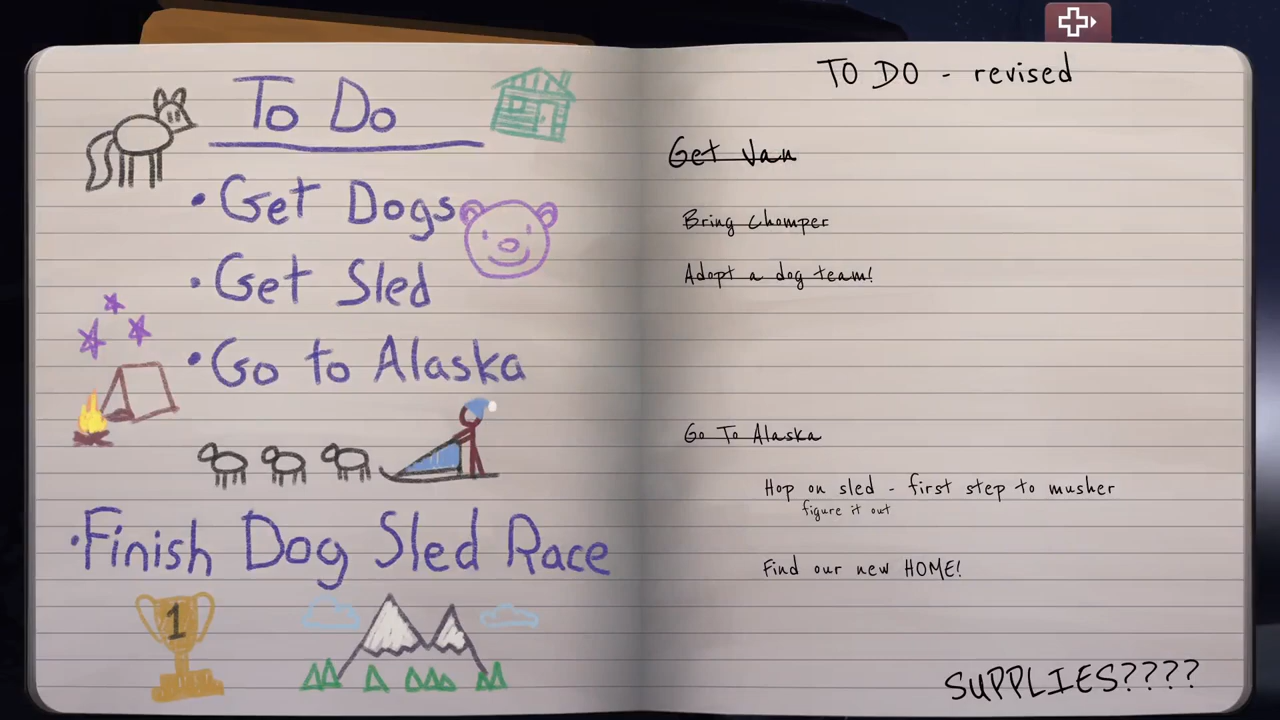 To Do
• Get Dogs
• Get Sled
• Go to Alaska
• Finish Dog Sled Race
1
TO DO - revised
Get Van
Bring Chomper
Adopt a dog team!
Go To Alaska
Hop on sled - first step to musher
figure it out
Find our new HOME!
SUPPLIES????